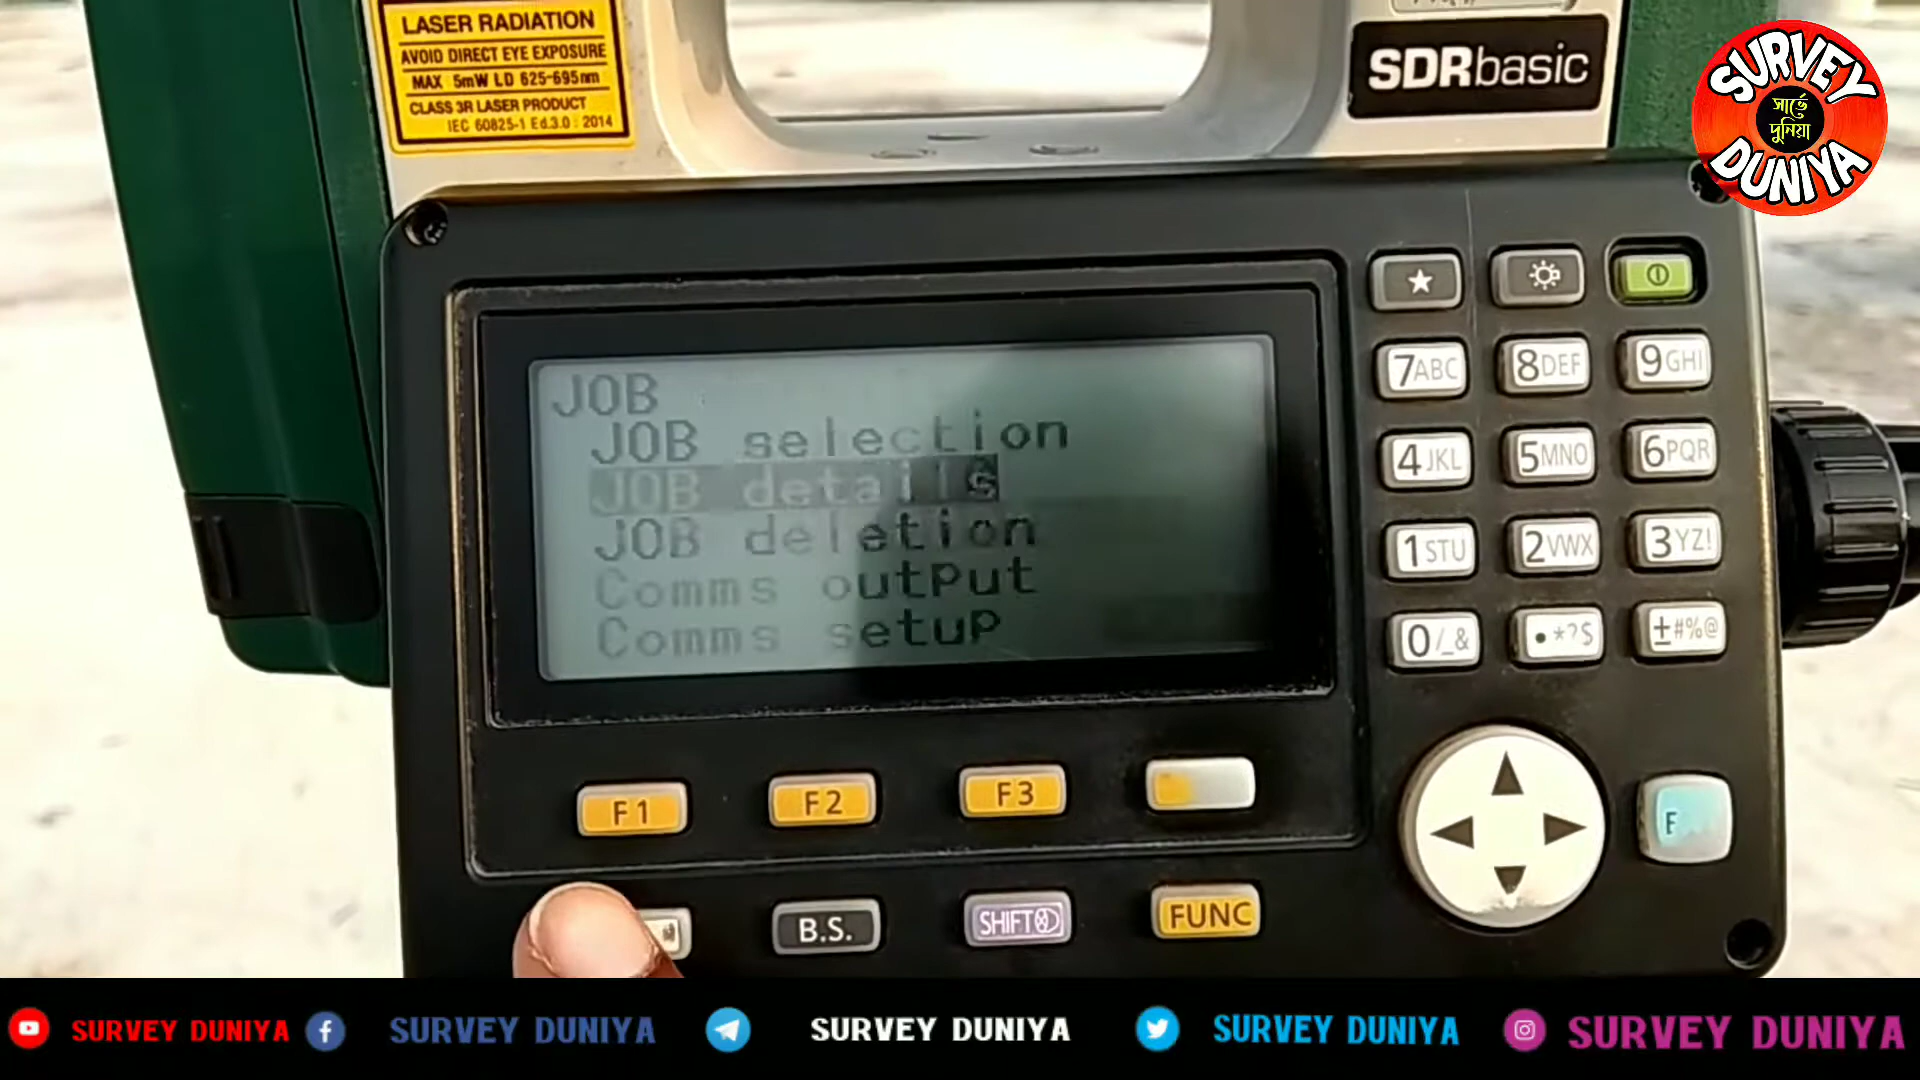 LASER RADIATION
AVOID DIRECT EYE EXPOSURE
MAX 5mW LD 625-695nm
CLASS 3R LASER PRODUCT
IEC 60825-1 Ed.3.0 : 2014
SDRbasic
SURVEY
সার্ভে
দুনিয়া
DUNIYA
JOB
JOB selection
JOB details
JOB deletion
Comms output
Comms setup
7ABC 8DEF 9GHI
4JKL 5MNO 6PQR
1STU 2VWX 3YZ!
0/_& •*?$ ±#%@
F1 F2 F3
B.S. SHIFT FUNC
SURVEY DUNIYA SURVEY DUNIYA SURVEY DUNIYA SURVEY DUNIYA SURVEY DUNIYA